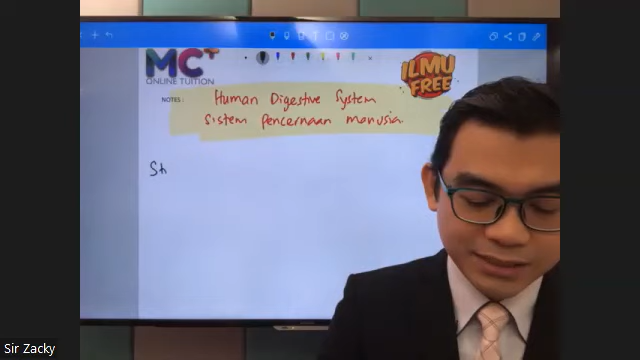 MC+
ONLINE TUITION
ILMU
FREE
NOTES :
Human Digestive System
Sistem Pencernaan manusia
St
Sir Zacky